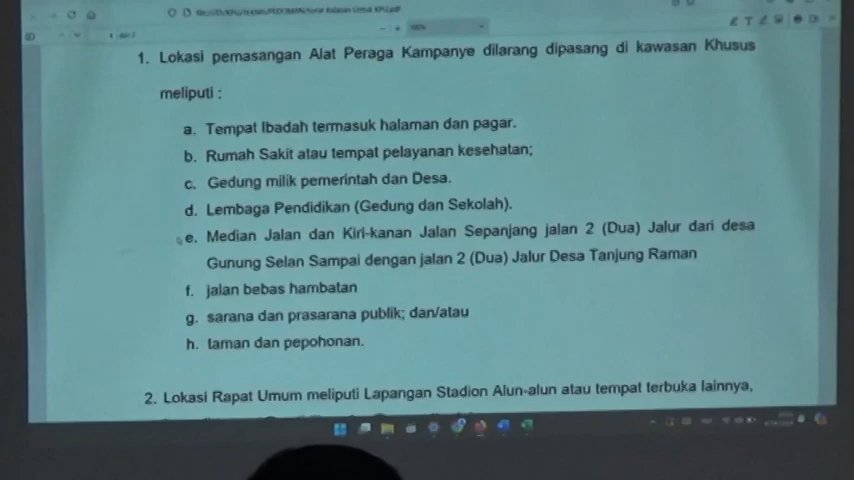 1. Lokasi pemasangan Alat Peraga Kampanye dilarang dipasang di kawasan Khusus
meliputi :
a. Tempat Ibadah termasuk halaman dan pagar.
b. Rumah Sakit atau tempat pelayanan kesehatan;
c. Gedung milik pemerintah dan Desa.
d. Lembaga Pendidikan (Gedung dan Sekolah).
e. Median Jalan dan Kiri-kanan Jalan Sepanjang jalan 2 (Dua) Jalur dari desa
Gunung Selan Sampai dengan jalan 2 (Dua) Jalur Desa Tanjung Raman
f. jalan bebas hambatan
g. sarana dan prasarana publik; dan/atau
h. taman dan pepohonan.
2. Lokasi Rapat Umum meliputi Lapangan Stadion Alun-alun atau tempat terbuka lainnya,